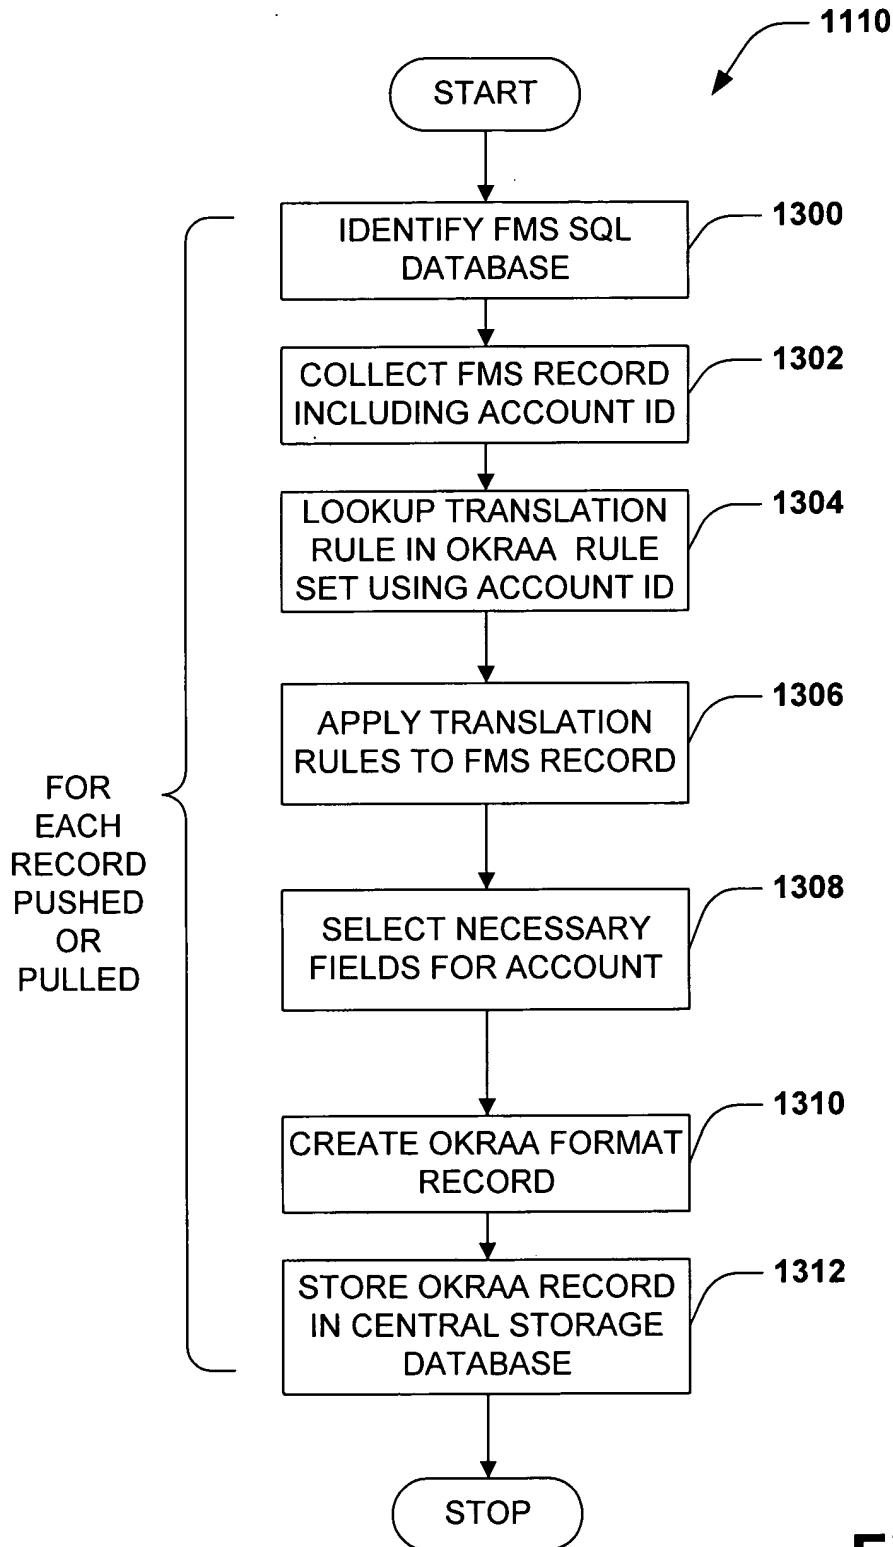 1110
START
IDENTIFY FMS SQL
DATABASE
1300
COLLECT FMS RECORD
INCLUDING ACCOUNT ID
1302
LOOKUP TRANSLATION
RULE IN OKRAA RULE
SET USING ACCOUNT ID
1304
APPLY TRANSLATION
RULES TO FMS RECORD
1306
FOR
EACH
RECORD
PUSHED
OR
PULLED
SELECT NECESSARY
FIELDS FOR ACCOUNT
1308
CREATE OKRAA FORMAT
RECORD
1310
STORE OKRAA RECORD
IN CENTRAL STORAGE
DATABASE
1312
STOP